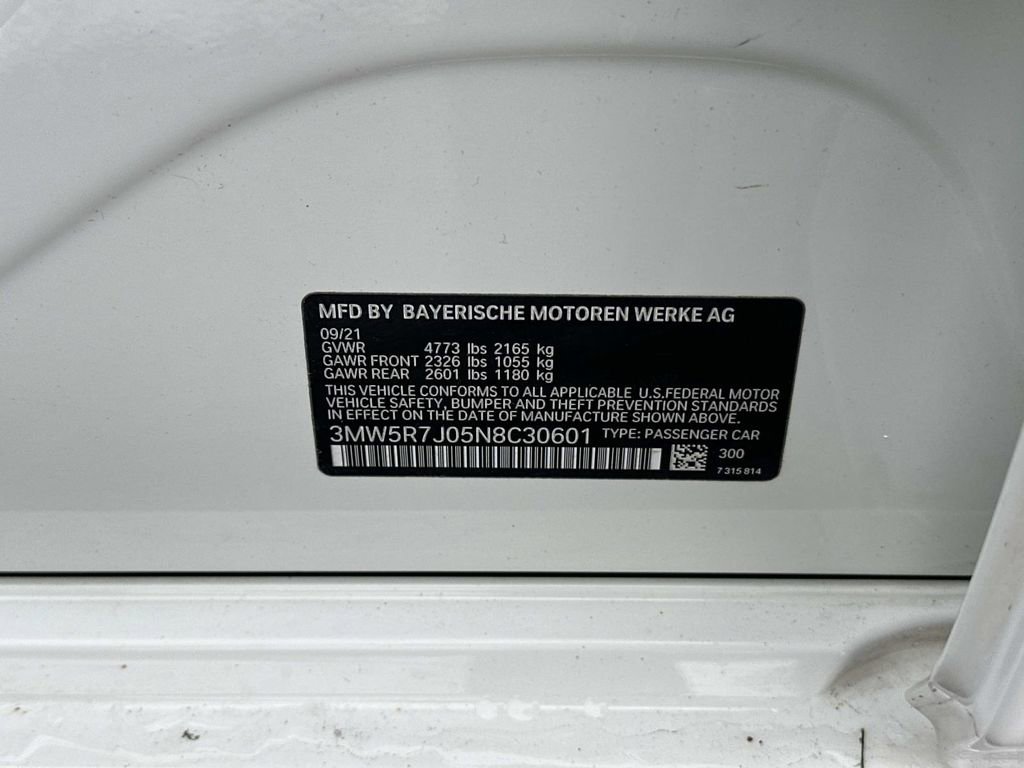 MFD BY BAYERISCHE MOTOREN WERKE AG
09/21
GVWR 4773 lbs 2165 kg
GAWR FRONT 2326 lbs 1055 kg
GAWR REAR 2601 lbs 1180 kg
THIS VEHICLE CONFORMS TO ALL APPLICABLE U.S.FEDERAL MOTOR
VEHICLE SAFETY, BUMPER AND THEFT PREVENTION STANDARDS
IN EFFECT ON THE DATE OF MANUFACTURE SHOWN ABOVE.
3MW5R7J05N8C30601 TYPE: PASSENGER CAR
300
7 315 814